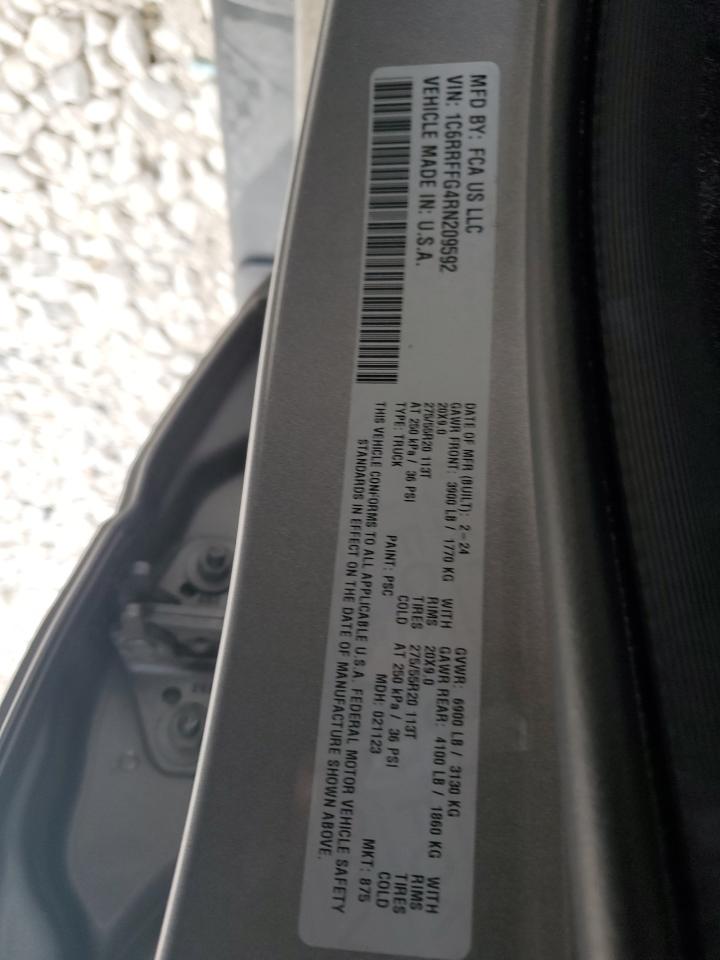 MFD BY: FCA US LLC
VIN: 1C6RRFFG4RN209592
VEHICLE MADE IN: U.S.A.
DATE OF MFR (BUILT): 2-24 GVWR: 6900 LB / 3130 KG
GAWR FRONT: 3900 LB / 1770 KG WITH GAWR REAR: 4100 LB / 1860 KG WITH
20X9.0 RIMS 20X9.0 RIMS
275/55R20 113T TIRES 275/55R20 113T TIRES
AT 250 kPa / 36 PSI COLD AT 250 kPa / 36 PSI COLD
TYPE: TRUCK PAINT: PSC MDH: 021123 MKT: 875
THIS VEHICLE CONFORMS TO ALL APPLICABLE U.S.A. FEDERAL MOTOR VEHICLE SAFETY
STANDARDS IN EFFECT ON THE DATE OF MANUFACTURE SHOWN ABOVE.